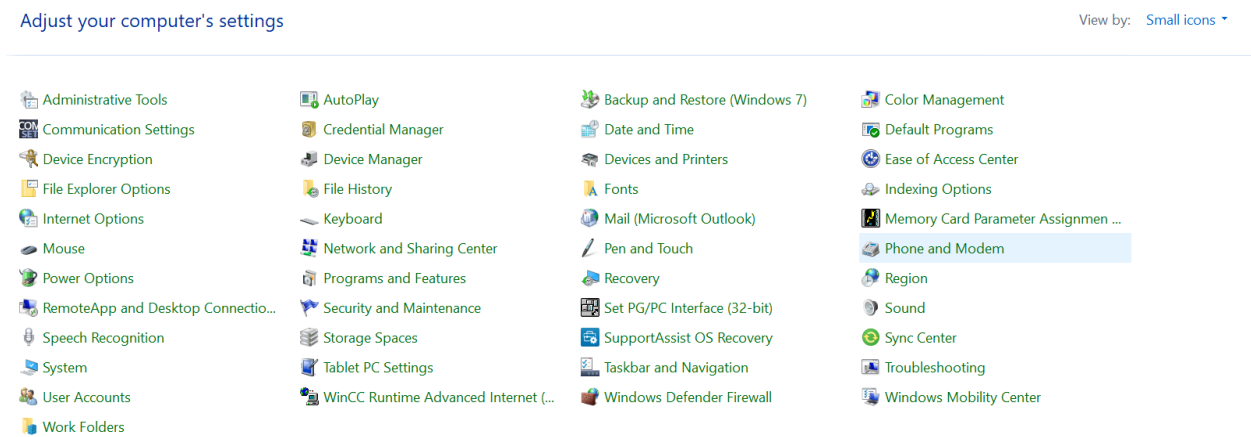 Adjust your computer's settings
View by: Small icons
Administrative Tools
AutoPlay
Backup and Restore (Windows 7)
Color Management
COM SET Communication Settings
Credential Manager
Date and Time
Default Programs
Device Encryption
Device Manager
Devices and Printers
Ease of Access Center
File Explorer Options
File History
Fonts
Indexing Options
Internet Options
Keyboard
Mail (Microsoft Outlook)
Memory Card Parameter Assignmen ...
Mouse
Network and Sharing Center
Pen and Touch
Phone and Modem
Power Options
Programs and Features
Recovery
Region
RemoteApp and Desktop Connectio...
Security and Maintenance
Set PG/PC Interface (32-bit)
Sound
Speech Recognition
Storage Spaces
SupportAssist OS Recovery
Sync Center
System
Tablet PC Settings
Taskbar and Navigation
Troubleshooting
User Accounts
WinCC Runtime Advanced Internet (...
Windows Defender Firewall
Windows Mobility Center
Work Folders